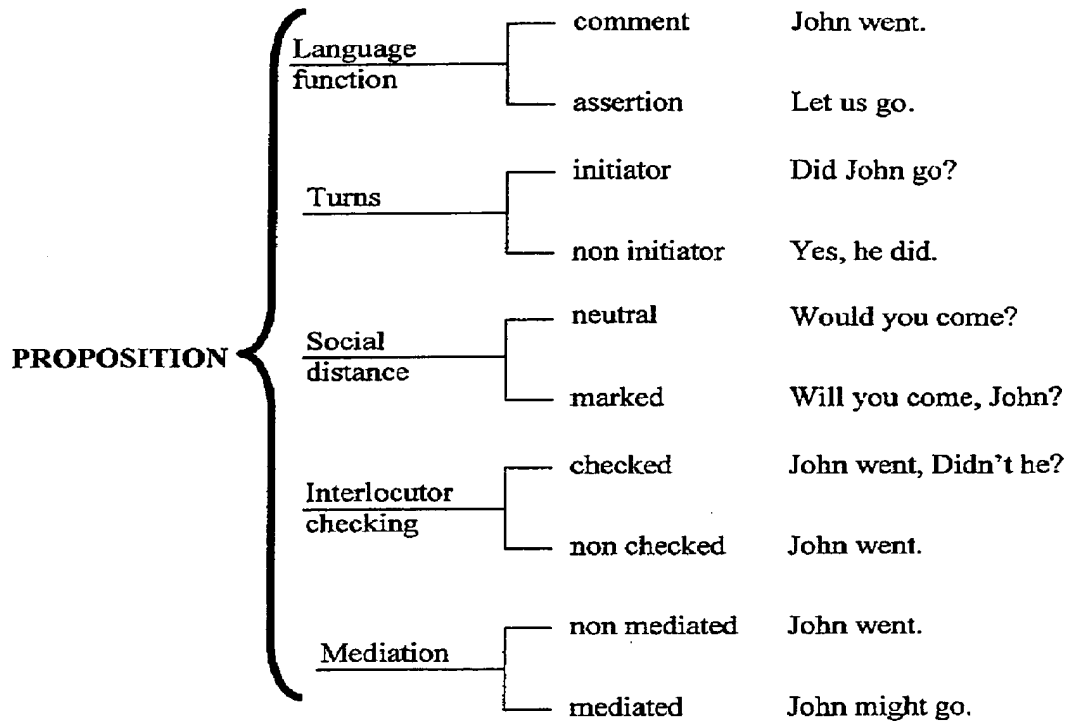 comment John went.
Language
function
assertion Let us go.
initiator Did John go?
Turns
non initiator Yes, he did.
neutral Would you come?
Social
distance
PROPOSITION
marked Will you come, John?
checked John went, Didn't he?
Interlocutor
checking
non checked John went.
non mediated John went.
Mediation
mediated John might go.